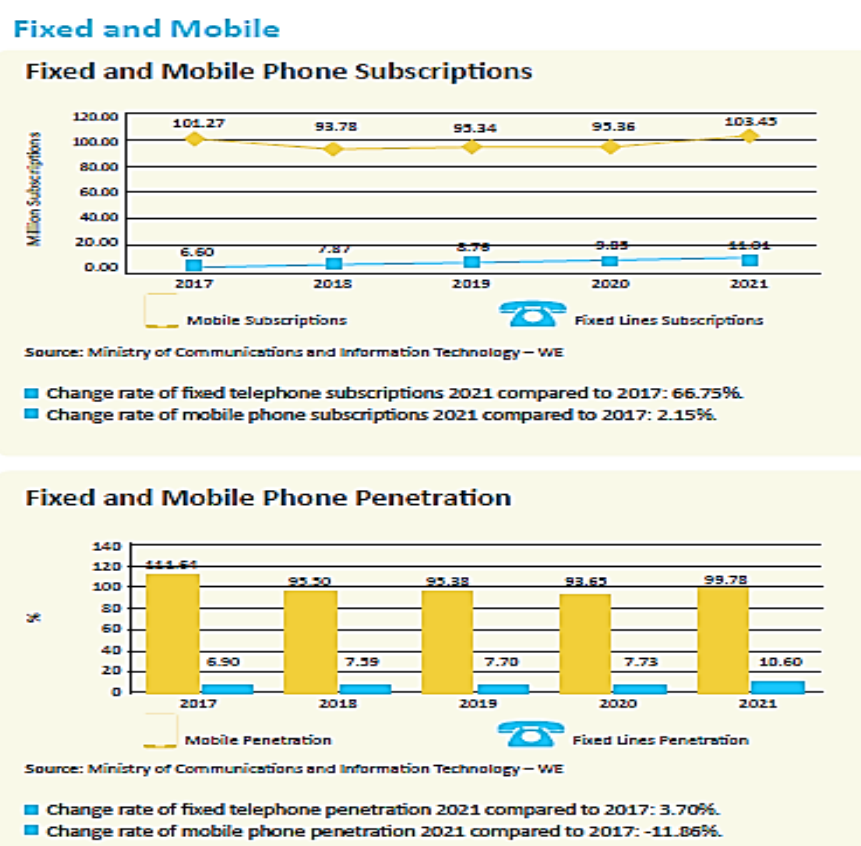 Fixed and Mobile
Fixed and Mobile Phone Subscriptions
Million Subscriptions
120.00
100.00
80.00
60.00
40.00
20.00
0.00
101.27 93.78 95.34 95.36 103.45
6.60 7.87 8.76 9.85 11.01
2017 2018 2019 2020 2021
Mobile Subscriptions Fixed Lines Subscriptions
Source: Ministry of Communications and Information Technology – WE
Change rate of fixed telephone subscriptions 2021 compared to 2017: 66.75%.
Change rate of mobile phone subscriptions 2021 compared to 2017: 2.15%.
Fixed and Mobile Phone Penetration
%
140
120
100
80
60
40
20
0
111.64 95.50 95.38 93.65 99.78
6.90 7.59 7.70 7.73 10.60
2017 2018 2019 2020 2021
Mobile Penetration Fixed Lines Penetration
Source: Ministry of Communications and Information Technology – WE
Change rate of fixed telephone penetration 2021 compared to 2017: 3.70%.
Change rate of mobile phone penetration 2021 compared to 2017: -11.86%.